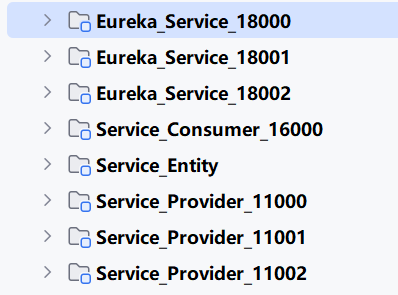 Eureka_Service_18000
Eureka_Service_18001
Eureka_Service_18002
Service_Consumer_16000
Service_Entity
Service_Provider_11000
Service_Provider_11001
Service_Provider_11002